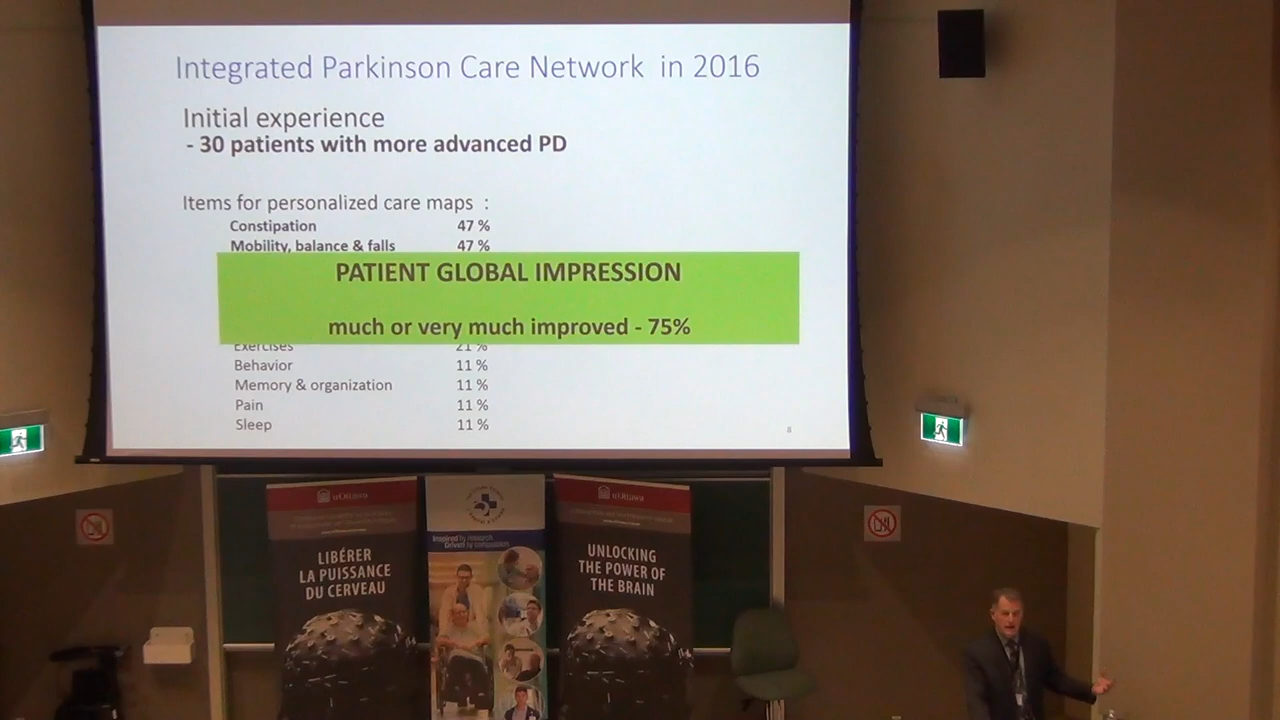 Integrated Parkinson Care Network in 2016
Initial experience
- 30 patients with more advanced PD
Items for personalized care maps :
Constipation 47 %
Mobility, balance & falls 47 %
PATIENT GLOBAL IMPRESSION
much or very much improved - 75%
Exercises 21 %
Behavior 11 %
Memory & organization 11 %
Pain 11 %
Sleep 11 %
8
uOttawa
LIBÉRER
LA PUISSANCE
DU CERVEAU
Inspired by research
Driven by compassion
uOttawa
UNLOCKING
THE POWER OF
THE BRAIN